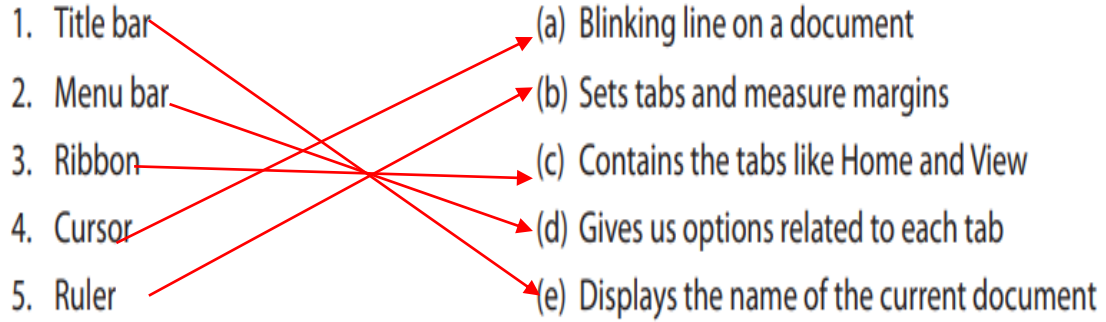 1. Title bar (a) Blinking line on a document
2. Menu bar (b) Sets tabs and measure margins
3. Ribbon (c) Contains the tabs like Home and View
4. Cursor (d) Gives us options related to each tab
5. Ruler (e) Displays the name of the current document